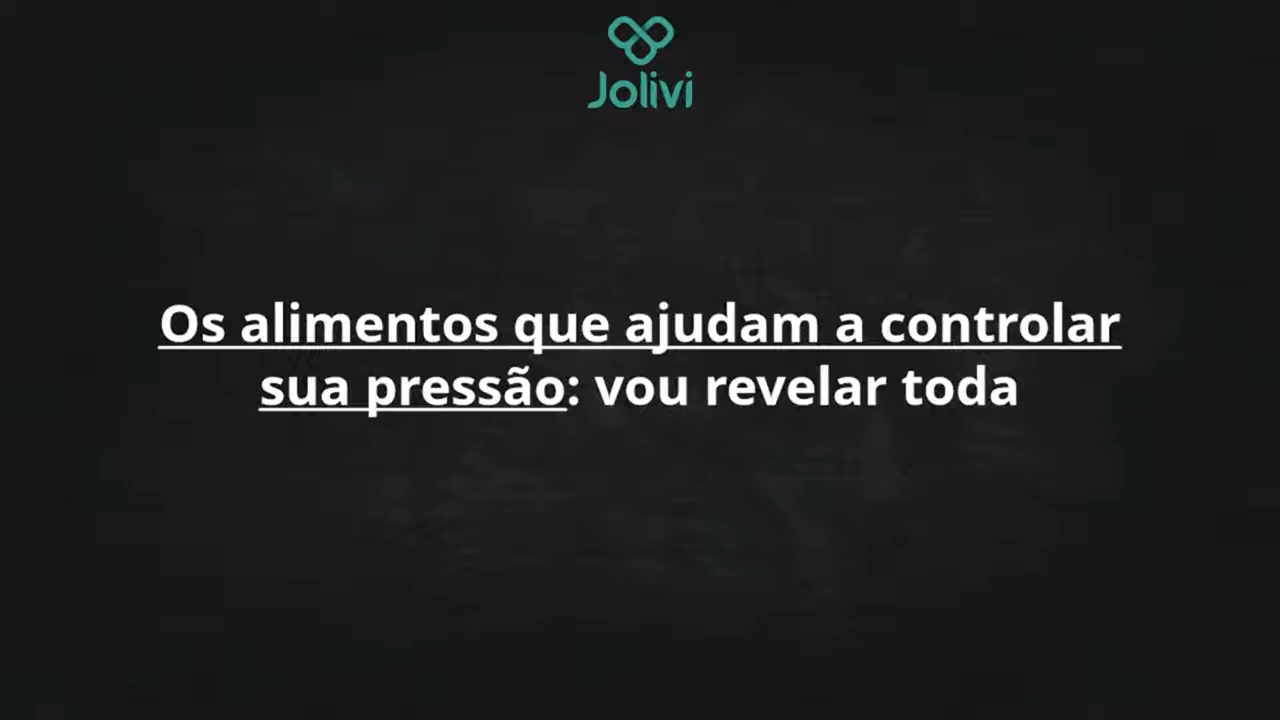 Jolivi
Os alimentos que ajudam a controlar
sua pressão: vou revelar toda